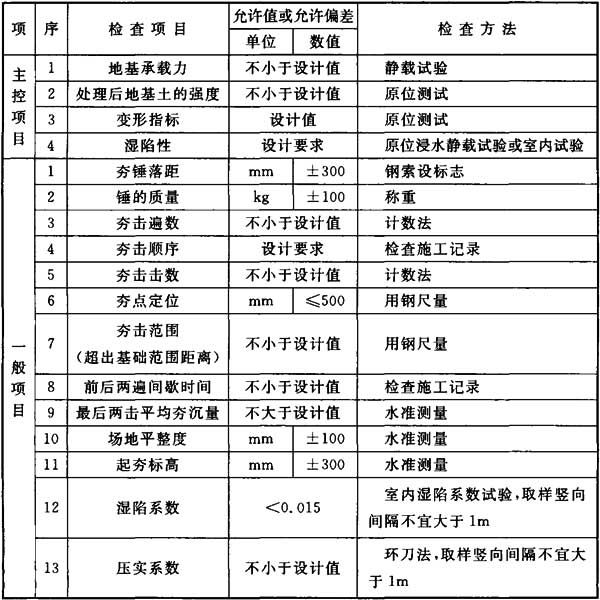 项 序 检查项目 允许值或允许偏差 检查方法
单位 数值
主控项目
1 地基承载力 不小于设计值 静载试验
2 处理后地基土的强度 不小于设计值 原位测试
3 变形指标 设计值 原位测试
4 湿陷性 设计要求 原位浸水静载试验或室内试验
一般项目
1 夯锤落距 mm ±300 钢索设标志
2 锤的质量 kg ±100 称重
3 夯击遍数 不小于设计值 计数法
4 夯击顺序 设计要求 检查施工记录
5 夯击击数 不小于设计值 计数法
6 夯点定位 mm ≤500 用钢尺量
7 夯击范围
(超出基础范围距离) 不小于设计值 用钢尺量
8 前后两遍间歇时间 不小于设计值 检查施工记录
9 最后两击平均夯沉量 不大于设计值 水准测量
10 场地平整度 mm ±100 水准测量
11 起夯标高 mm ±300 水准测量
12 湿陷系数 <0.015 室内湿陷系数试验,取样竖向
间隔不宜大于1m
13 压实系数 不小于设计值 环刀法,取样竖向间隔不宜大
于1m